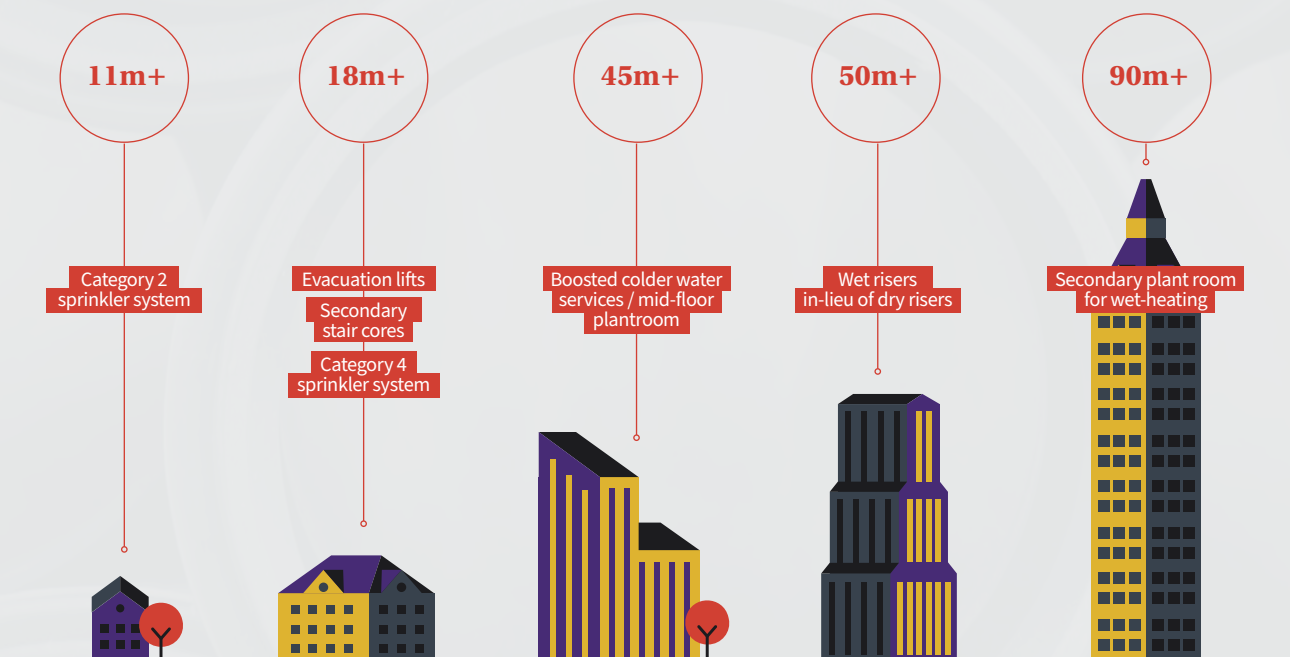 11m+
18m+
45m+
50m+
90m+
Category 2
sprinkler system
Evacuation lifts
Secondary
stair cores
Category 4
sprinkler system
Boosted colder water
services / mid-floor
plantroom
Wet risers
in-lieu of dry risers
Secondary plant room
for wet-heating